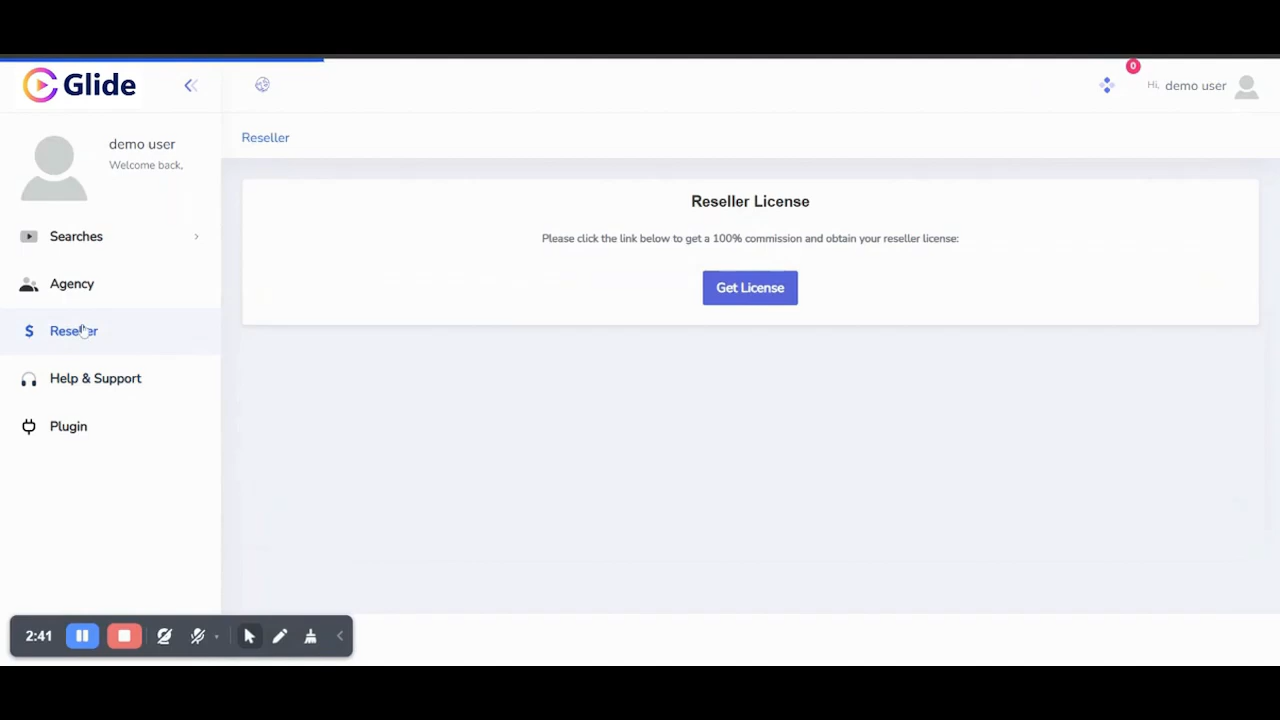 Glide
0
Hi, demo user
demo user
Welcome back,
Reseller
Searches
Agency
Reseller
Help & Support
Plugin
Reseller License
Please click the link below to get a 100% commission and obtain your reseller license:
Get License
2:41